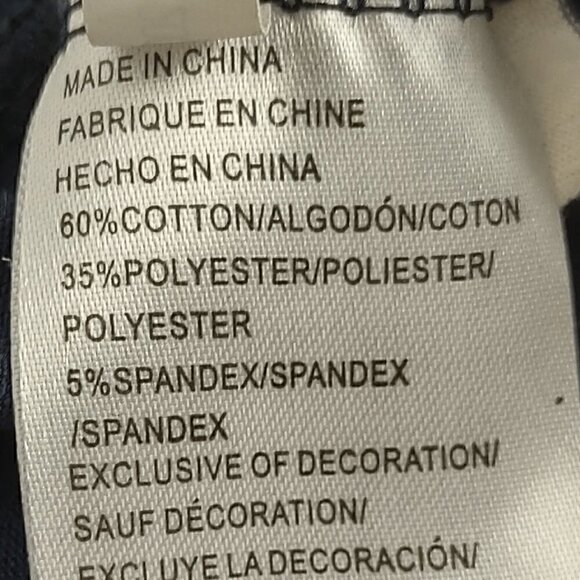 MADE IN CHINA
FABRIQUE EN CHINE
HECHO EN CHINA
60%COTTON/ALGODÓN/COTON
35%POLYESTER/POLIESTER/
POLYESTER
5%SPANDEX/SPANDEX
/SPANDEX
EXCLUSIVE OF DECORATION/
SAUF DÉCORATION/
EXCLUYE LA DECORACIÓN/